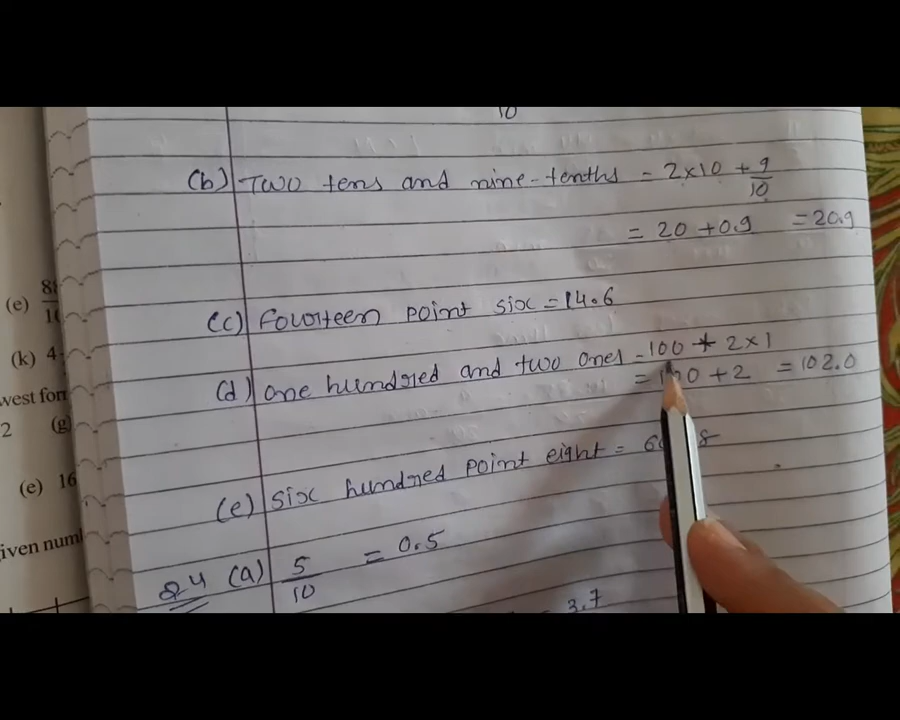 10
(b) Two tens and nine-tenths = 2×10 + 9/10
= 20 + 0.9 = 20.9
(c) Fourteen point six = 14.6
(d) One hundred and two ones = 100 + 2×1
= 100 + 2 = 102.0
(e) Six hundred point eight =
Q4 (a) 5/10 = 0.5
= 3.7
(e)
(k) 4
west for
2 (g)
(e) 16
iven num